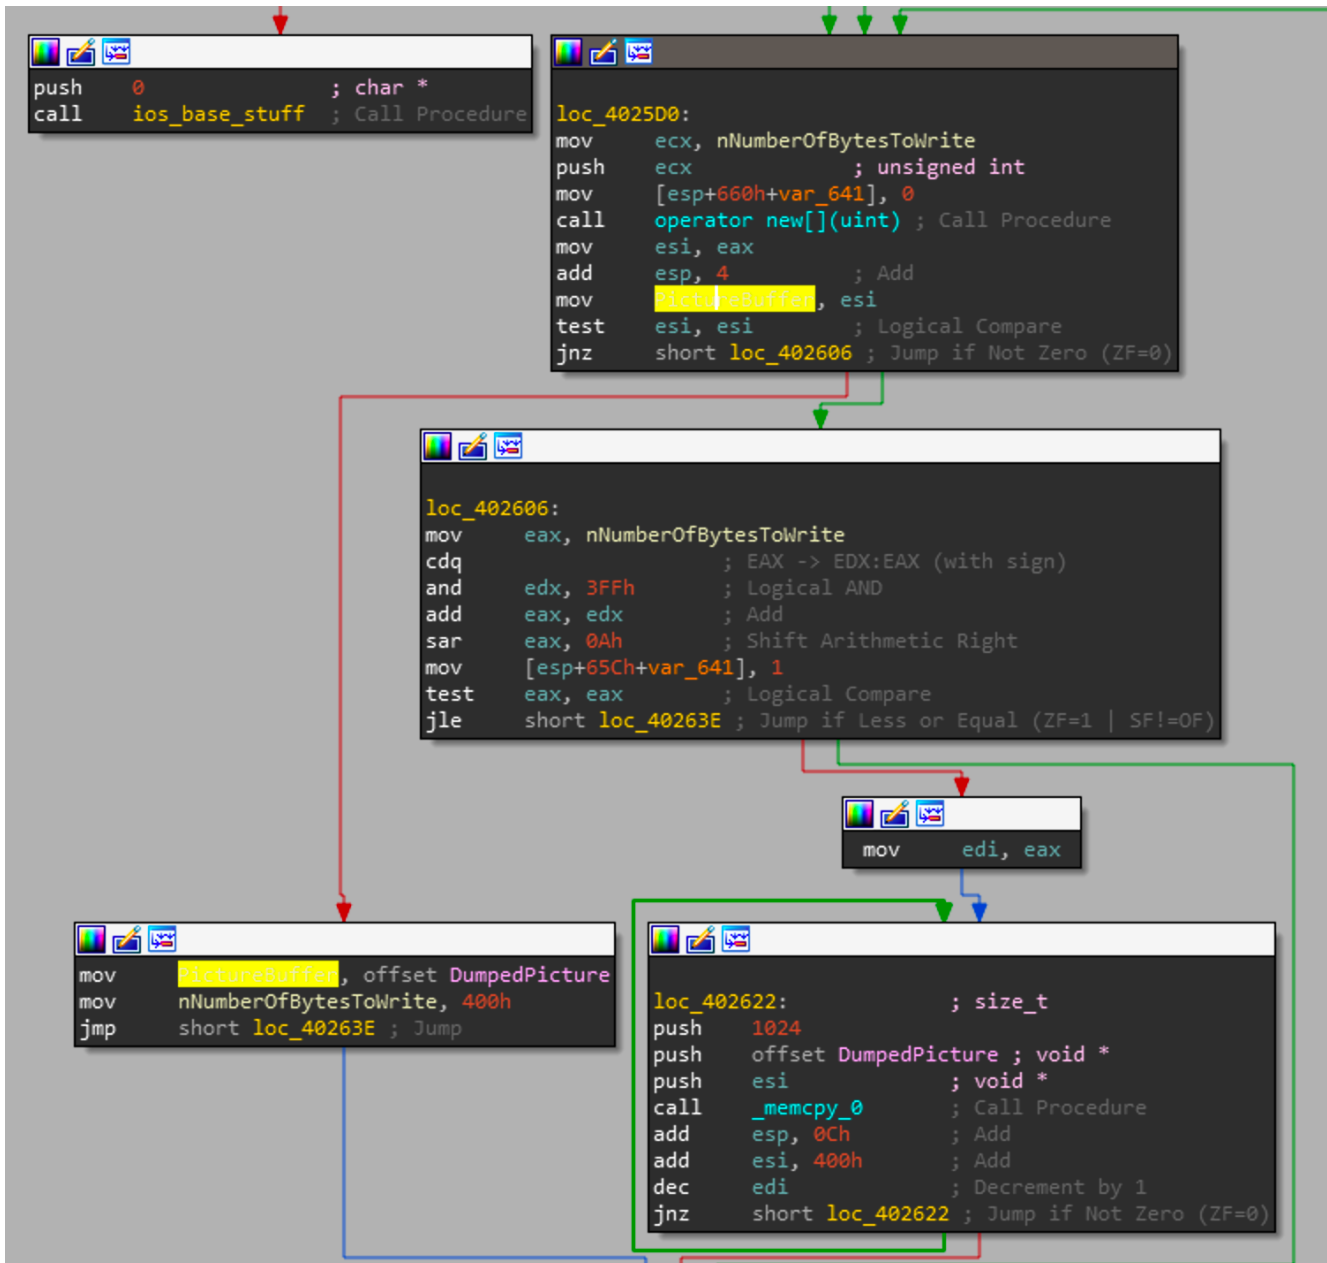 push 0 ; char *
call ios_base_stuff ; Call Procedure
loc_4025D0:
mov ecx, nNumberOfBytesToWrite
push ecx ; unsigned int
mov [esp+660h+var_641], 0
call operator new[](uint) ; Call Procedure
mov esi, eax
add esp, 4 ; Add
mov PictureBuffer, esi
test esi, esi ; Logical Compare
jnz short loc_402606 ; Jump if Not Zero (ZF=0)
loc_402606:
mov eax, nNumberOfBytesToWrite
cdq ; EAX -> EDX:EAX (with sign)
and edx, 3FFh ; Logical AND
add eax, edx ; Add
sar eax, 0Ah ; Shift Arithmetic Right
mov [esp+65Ch+var_641], 1
test eax, eax ; Logical Compare
jle short loc_40263E ; Jump if Less or Equal (ZF=1 | SF!=OF)
mov edi, eax
mov PictureBuffer, offset DumpedPicture
mov nNumberOfBytesToWrite, 400h
jmp short loc_40263E ; Jump
loc_402622: ; size_t
push 1024
push offset DumpedPicture ; void *
push esi ; void *
call _memcpy_0 ; Call Procedure
add esp, 0Ch ; Add
add esi, 400h ; Add
dec edi ; Decrement by 1
jnz short loc_402622 ; Jump if Not Zero (ZF=0)